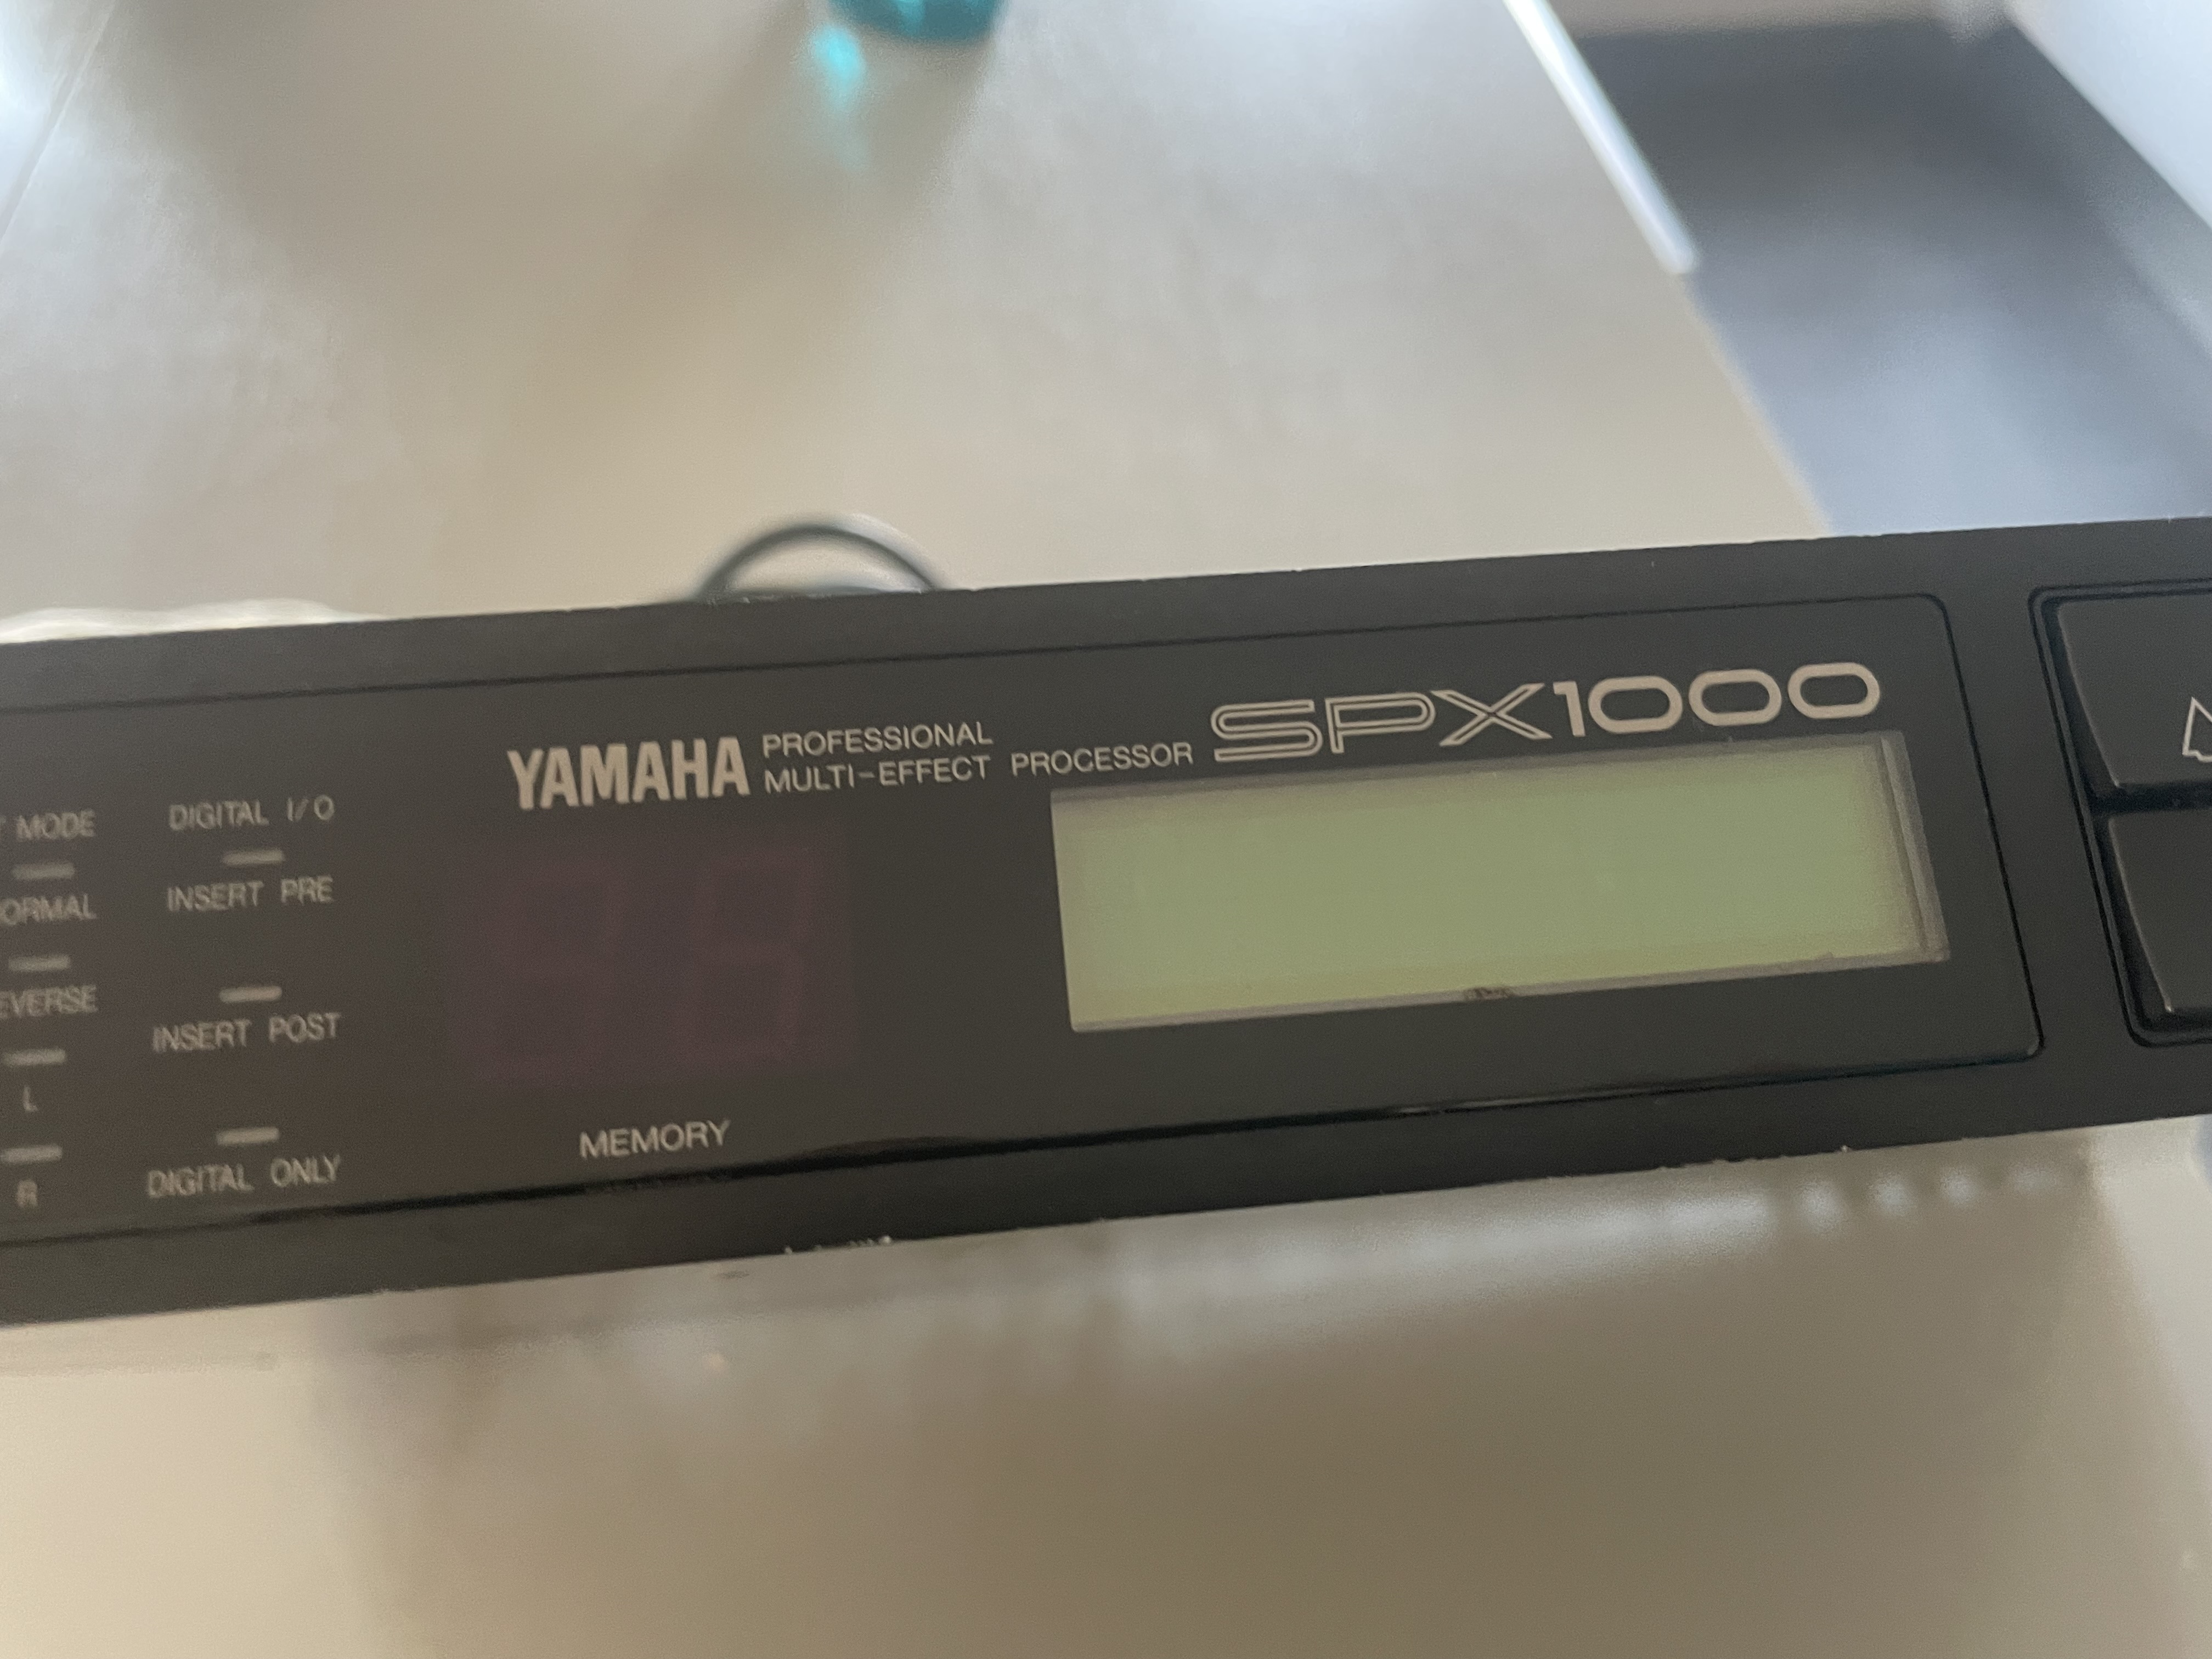 YAMAHA PROFESSIONAL
MULTI-EFFECT PROCESSOR SPX1000
MODE
DIGITAL I/O
INSERT PRE
INSERT POST
L
R
DIGITAL ONLY
MEMORY